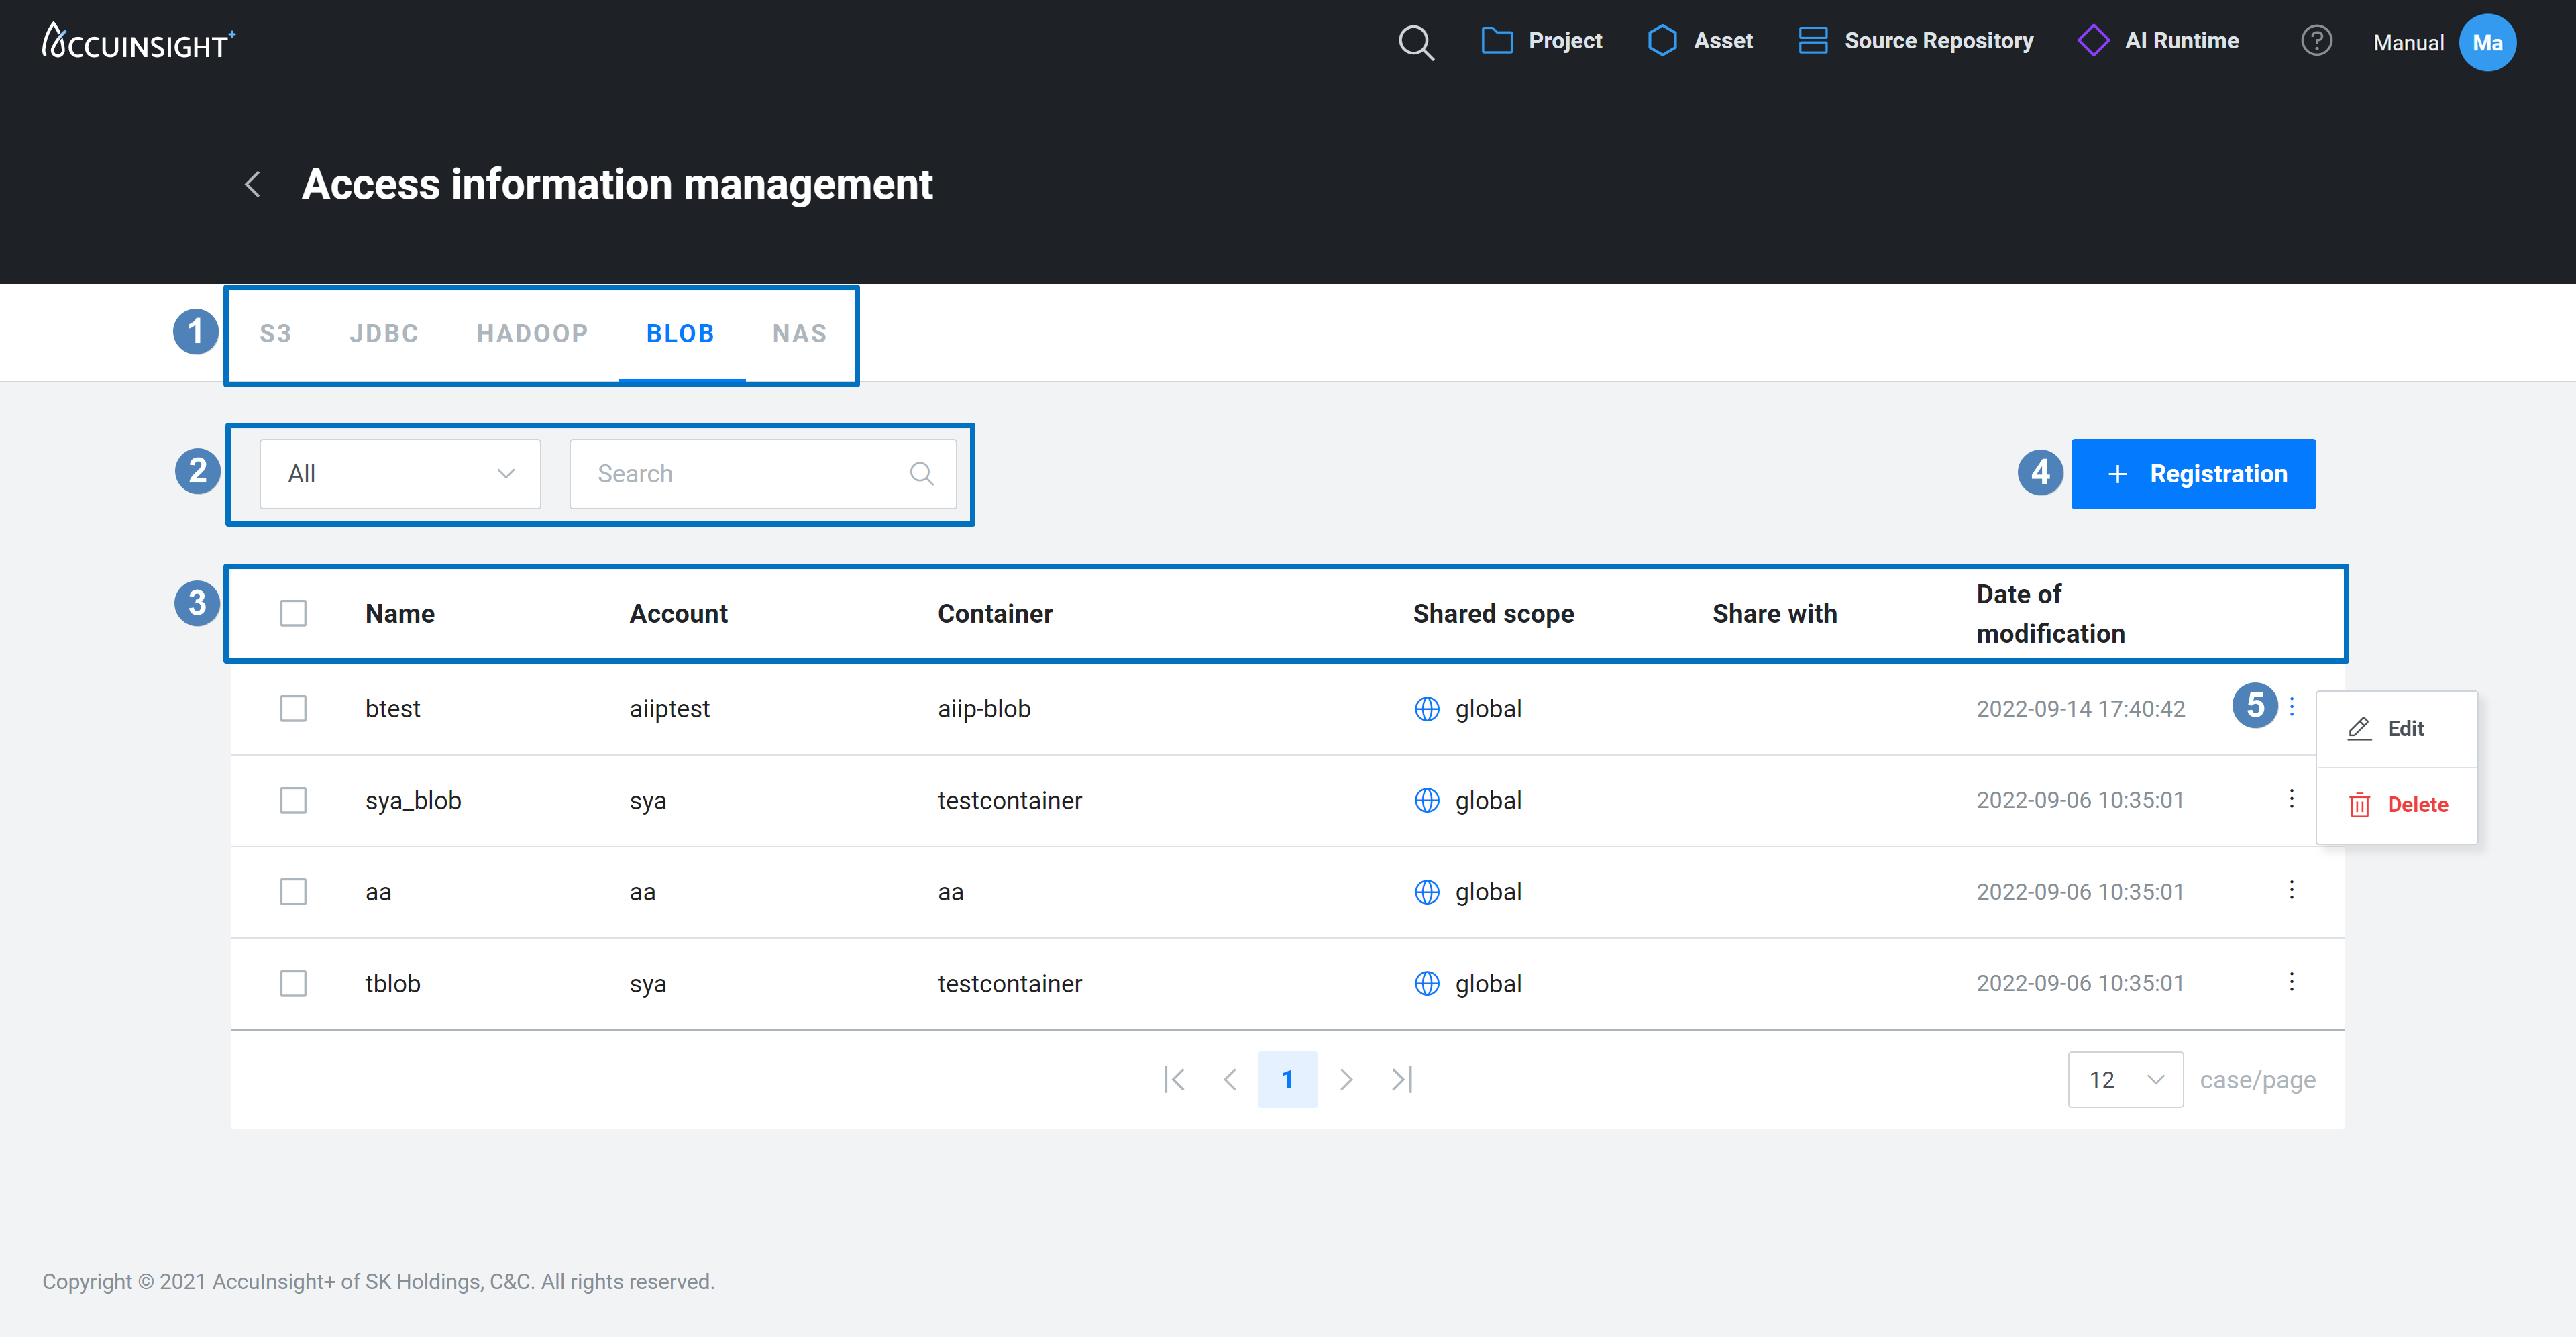 ACCUINSIGHT+
Project
Asset
Source Repository
AI Runtime
?
Manual
Ma
Access information management
1
S3
JDBC
HADOOP
BLOB
NAS
2
All
Search
4
+ Registration
3
Name
Account
Container
Shared scope
Share with
Date of
modification
btest
aiiptest
aiip-blob
global
2022-09-14 17:40:42
5
Edit
sya_blob
sya
testcontainer
global
2022-09-06 10:35:01
Delete
aa
aa
aa
global
2022-09-06 10:35:01
tblob
sya
testcontainer
global
2022-09-06 10:35:01
1
12
case/page
Copyright © 2021 AccuInsight+ of SK Holdings, C&C. All rights reserved.